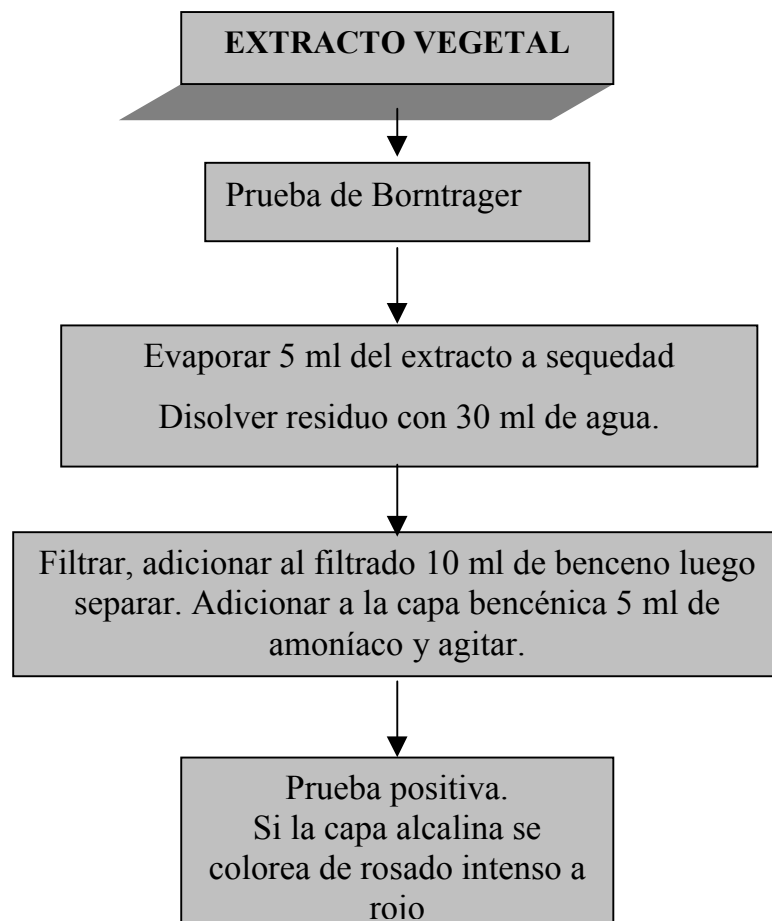 EXTRACTO VEGETAL
Prueba de Borntrager
Evaporar 5 ml del extracto a sequedad
Disolver residuo con 30 ml de agua.
Filtrar, adicionar al filtrado 10 ml de benceno luego
separar. Adicionar a la capa bencénica 5 ml de
amoníaco y agitar.
Prueba positiva.
Si la capa alcalina se
colorea de rosado intenso a
rojo